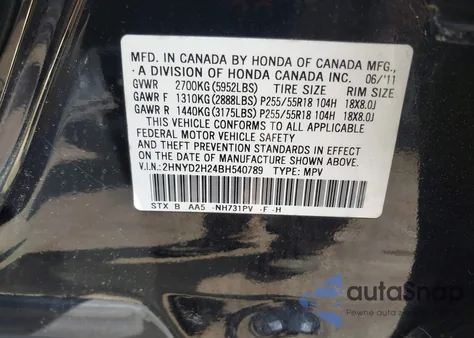 MFD. IN CANADA BY HONDA OF CANADA MFG.,
A DIVISION OF HONDA CANADA INC. 06/'11
GVWR 2700KG(5952LBS) TIRE SIZE RIM SIZE
GAWR F 1310KG(2888LBS) P255/55R18 104H 18X8.0J
GAWR R 1440KG(3175LBS) P255/55R18 104H 18X8.0J
THIS VEHICLE CONFORMS TO ALL APPLICABLE
FEDERAL MOTOR VEHICLE SAFETY
AND THEFT PREVENTION STANDARDS IN EFFECT
ON THE DATE OF MANUFACTURE SHOWN ABOVE.
V.I.N.: 2HNYD2H24BH540789 TYPE: MPV
STX B AA5 -NH731PV -F -H
autoSnap
Pewne auta z